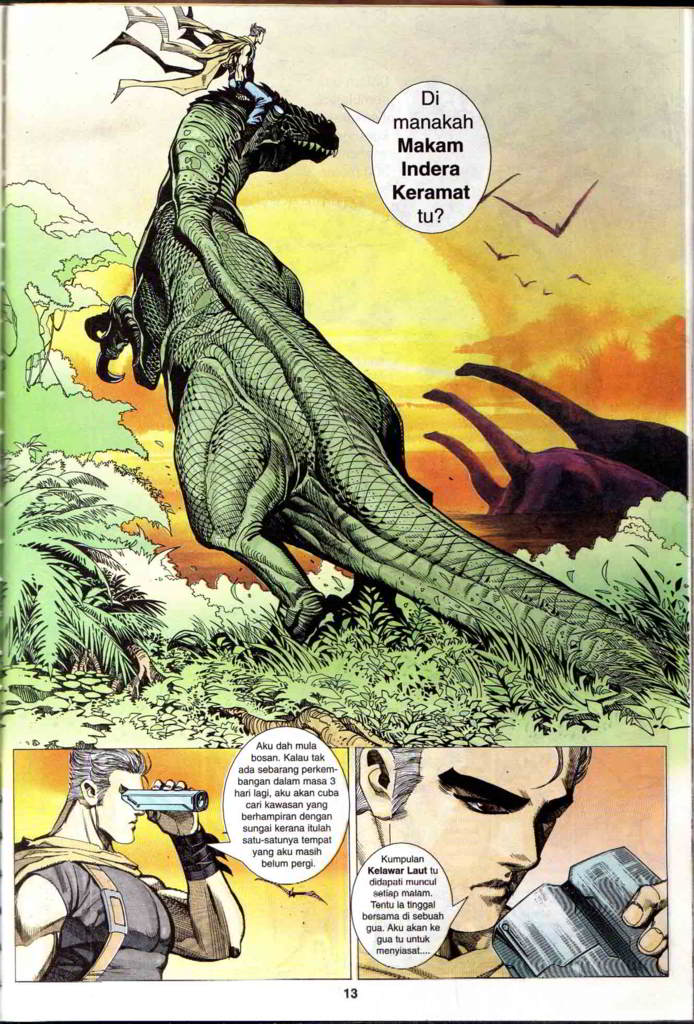 Di
manakah
Makam
Indera
Keramat
tu?
Aku dah mula
bosan. Kalau tak
ada sebarang perkem-
bangan dalam masa 3
hari lagi, aku akan cuba
cari kawasan yang
berhampiran dengan
sungai kerana itulah
satu-satunya tempat
yang aku masih
belum pergi.
Kumpulan
Kelawar Laut tu
didapati muncul
setiap malam.
Tentu ia tinggal
bersama di sebuah
gua. Aku akan ke
gua tu untuk
menyiasat....
13